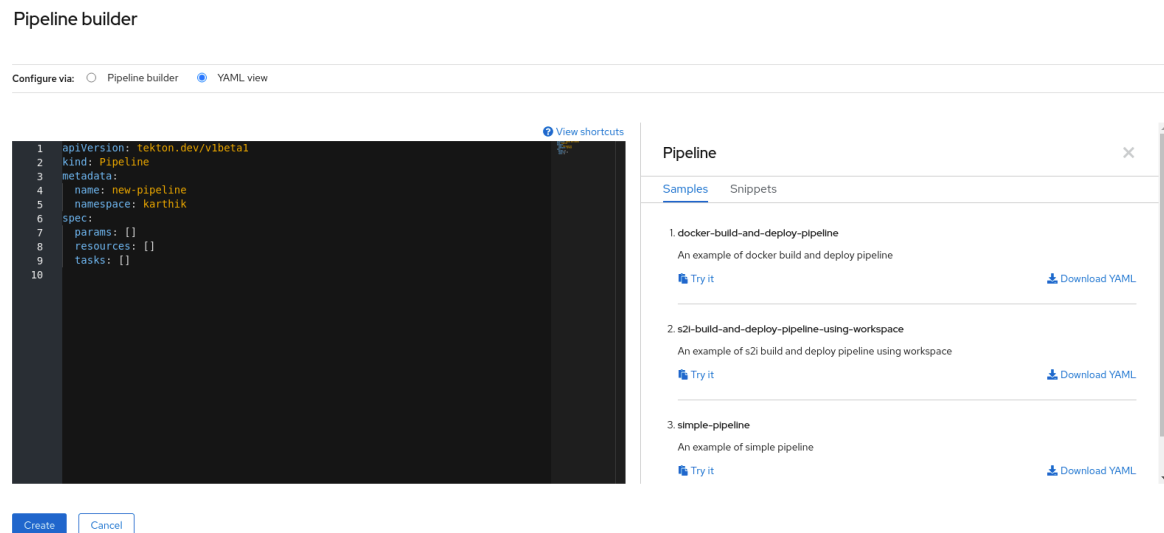 Pipeline builder
Configure via: Pipeline builder YAML view
View shortcuts
1 apiVersion: tekton.dev/v1beta1
2 kind: Pipeline
3 metadata:
4 name: new-pipeline
5 namespace: karthik
6 spec:
7 params: []
8 resources: []
9 tasks: []
10
Pipeline
Samples Snippets
1. docker-build-and-deploy-pipeline
An example of docker build and deploy pipeline
Try it Download YAML
2. s2i-build-and-deploy-pipeline-using-workspace
An example of s2i build and deploy pipeline using workspace
Try it Download YAML
3. simple-pipeline
An example of simple pipeline
Try it Download YAML
Create Cancel